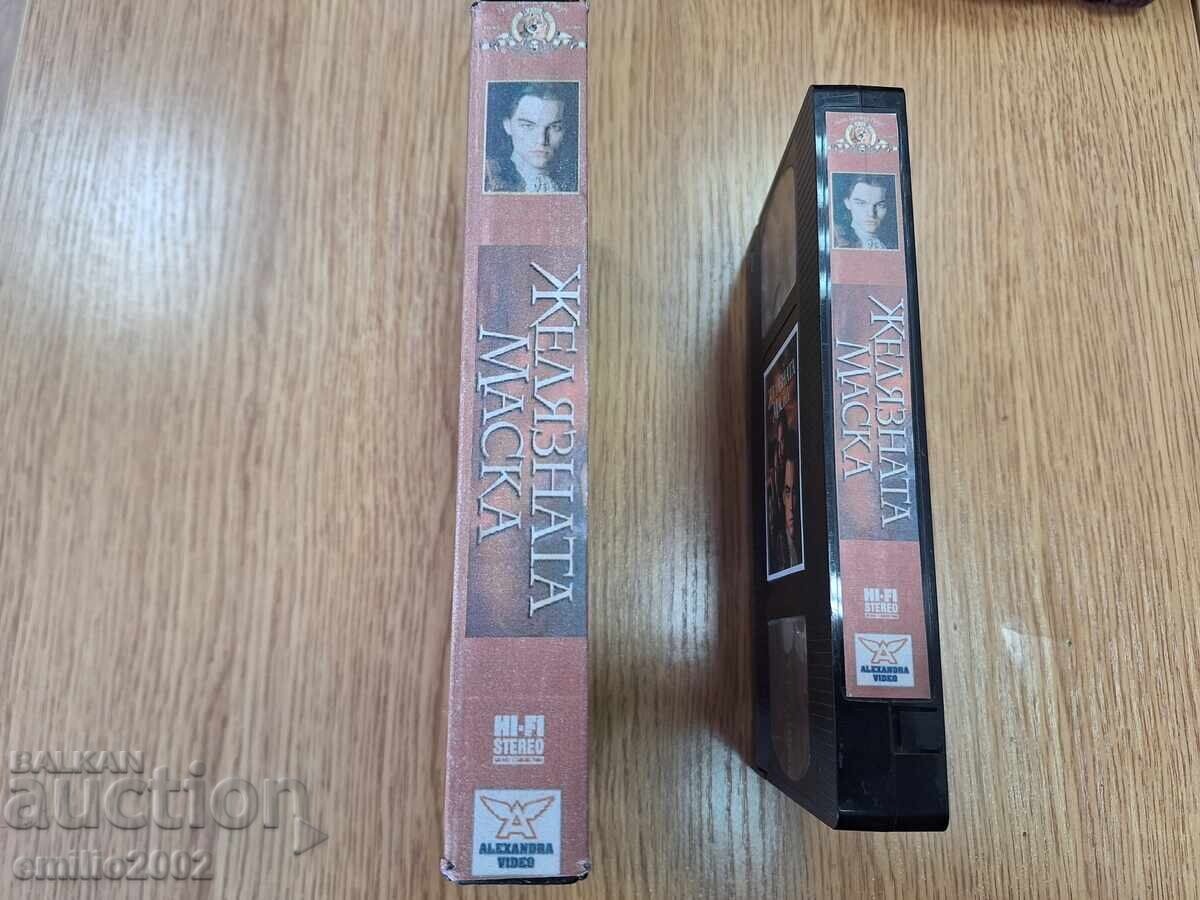 ЖЕЛЯЗНАТА
МАСКА
HI-FI
STEREO
ALEXANDRA
VIDEO
ЖЕЛЯЗНАТА
МАСКА
HI-FI
STEREO
ALEXANDRA
VIDEO
BALKAN
auction
emilio2002